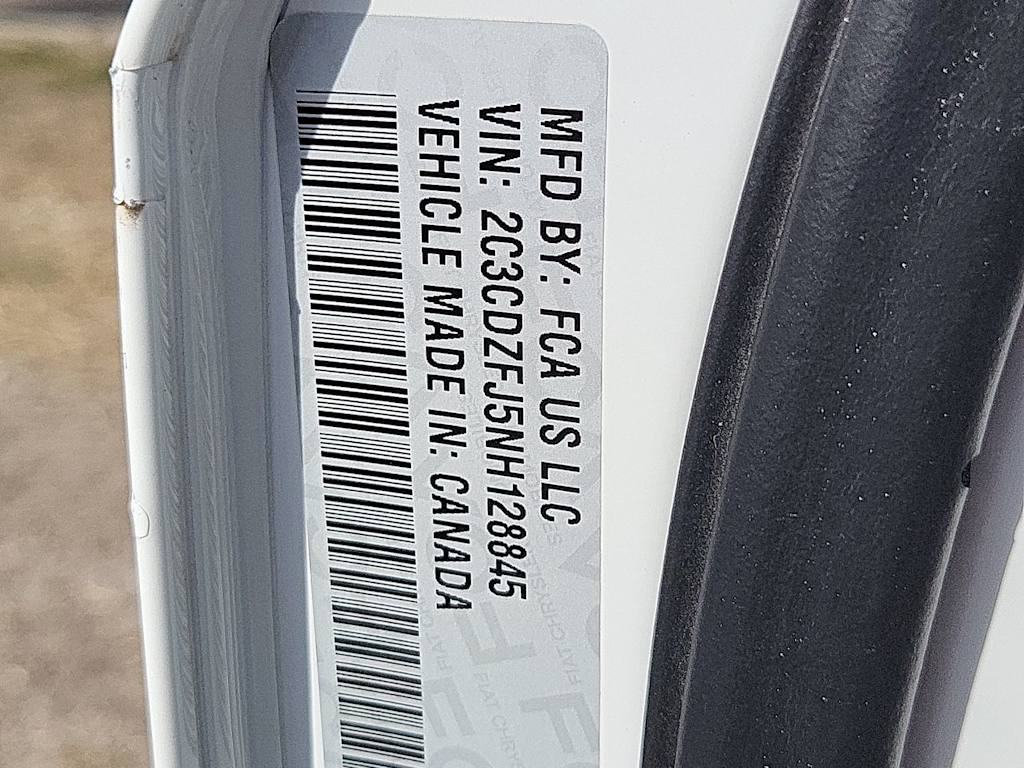 MFD BY: FCA US LLC
VIN: 2C3CDZFJ5NH128845
VEHICLE MADE IN: CANADA